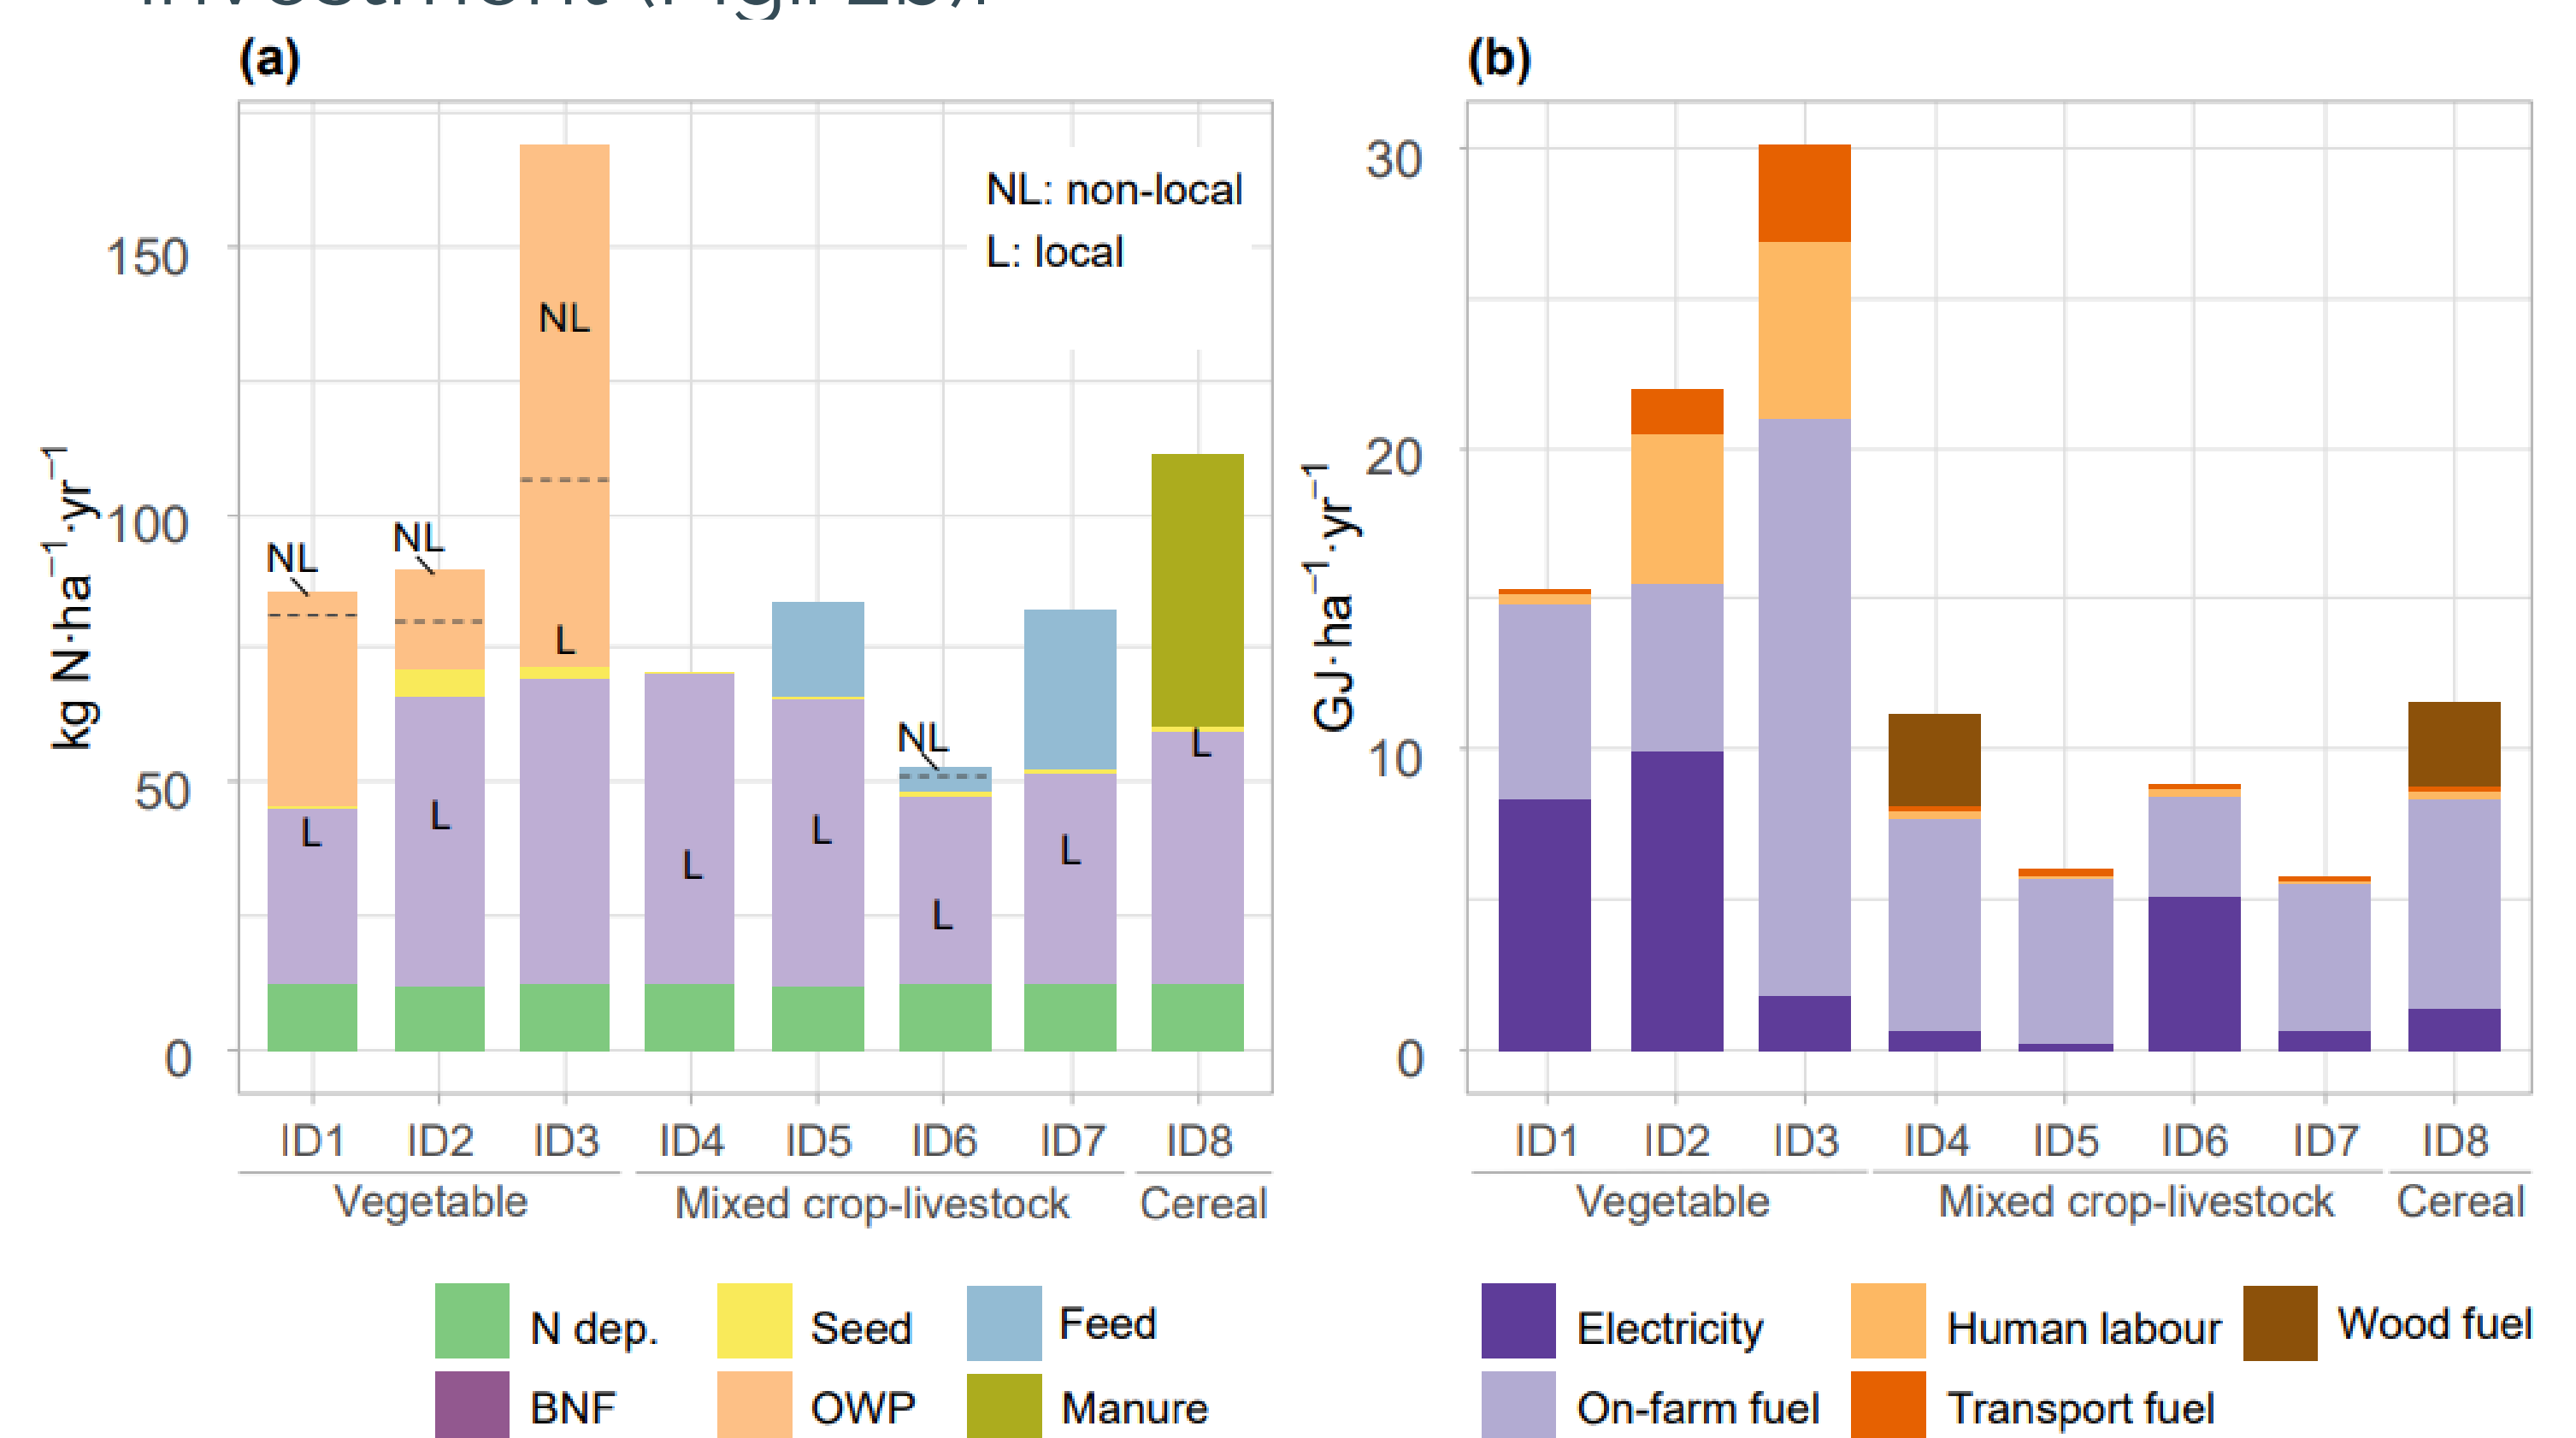 investment (Fig. 2b).
(a)
NL: non-local
L: local
150
100
50
0
kg N·ha⁻¹·yr⁻¹
NL
NL
NL
L
NL
L
L
L
L
L
L
L
ID1 ID2 ID3 ID4 ID5 ID6 ID7 ID8
Vegetable Mixed crop-livestock Cereal
N dep. Seed Feed
BNF OWP Manure
(b)
30
20
10
0
GJ·ha⁻¹·yr⁻¹
ID1 ID2 ID3 ID4 ID5 ID6 ID7 ID8
Vegetable Mixed crop-livestock Cereal
Electricity Human labour Wood fuel
On-farm fuel Transport fuel